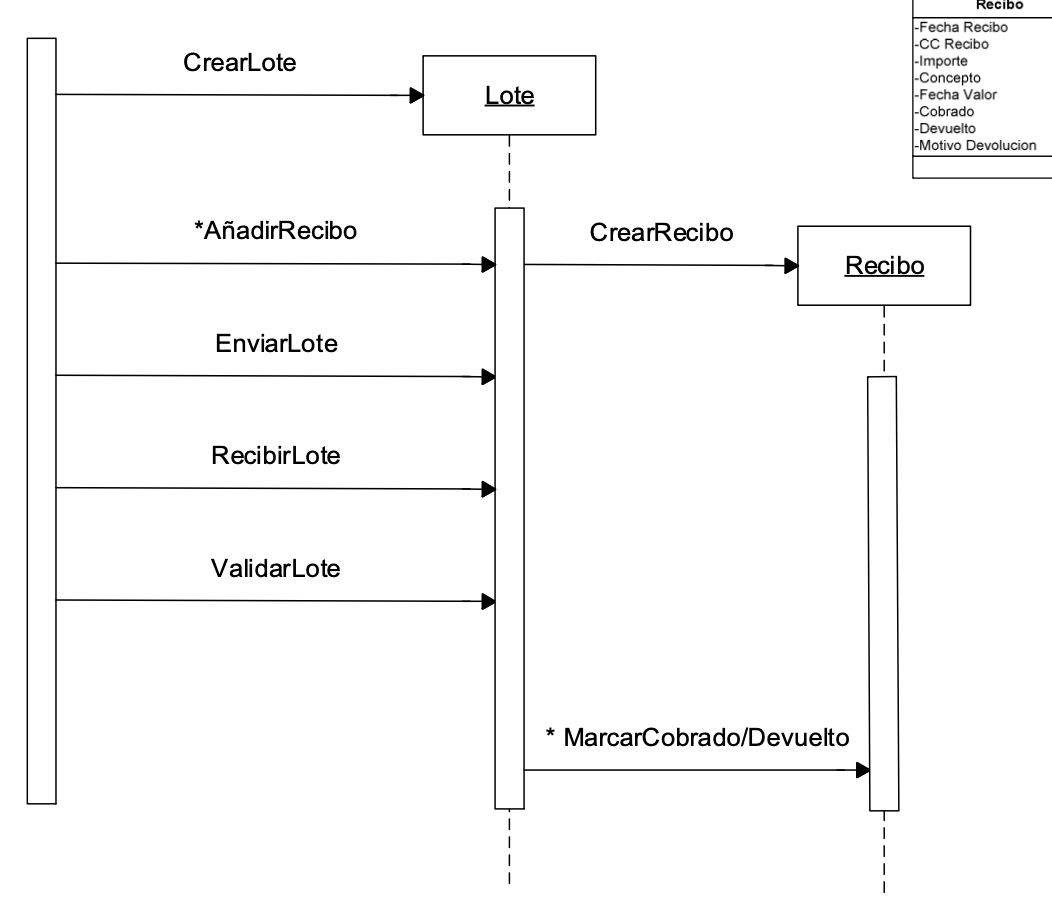 Recibo
-Fecha Recibo
-CC Recibo
-Importe
-Concepto
-Fecha Valor
-Cobrado
-Devuelto
-Motivo Devolucion
CrearLote
Lote
*AñadirRecibo
CrearRecibo
Recibo
EnviarLote
RecibirLote
ValidarLote
* MarcarCobrado/Devuelto